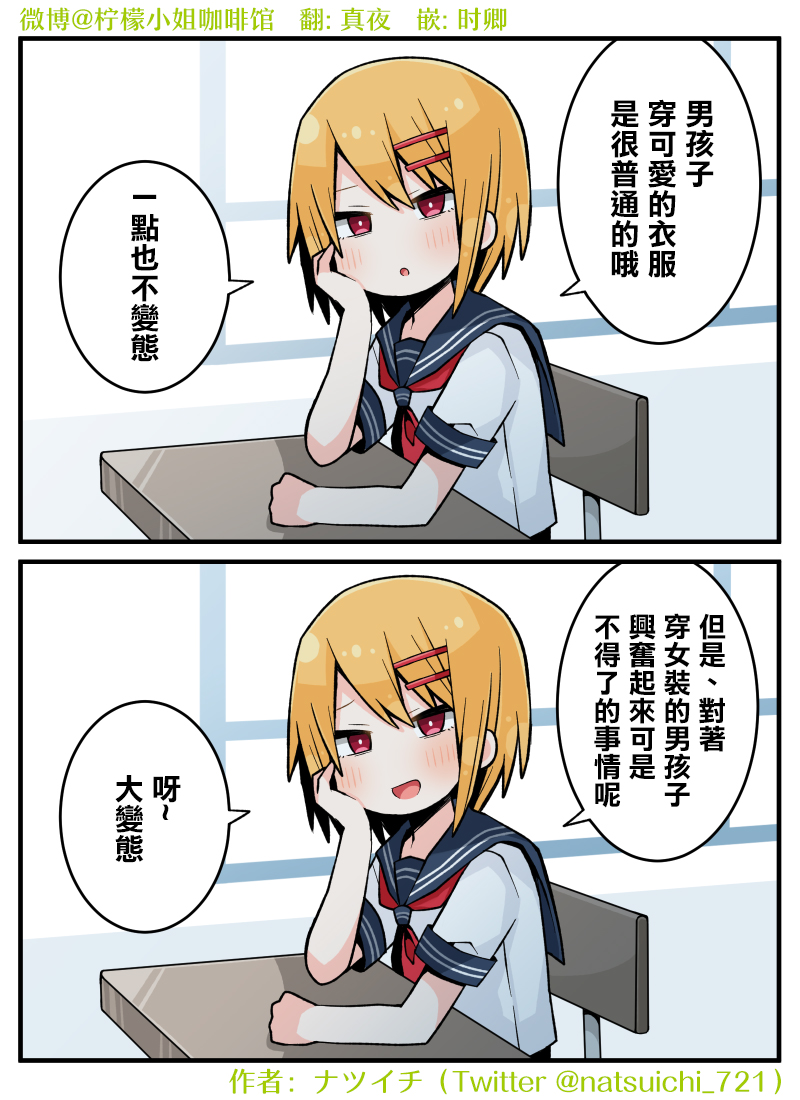 微博@柠檬小姐咖啡馆 翻: 真夜 嵌: 时卿
男孩子
穿可愛的衣服
是很普通的哦
一點也不變態
但是、對著
穿女裝的男孩子
興奮起來可是
不得了的事情呢
呀~
大變態
作者: ナツイチ (Twitter @natsuichi_721)